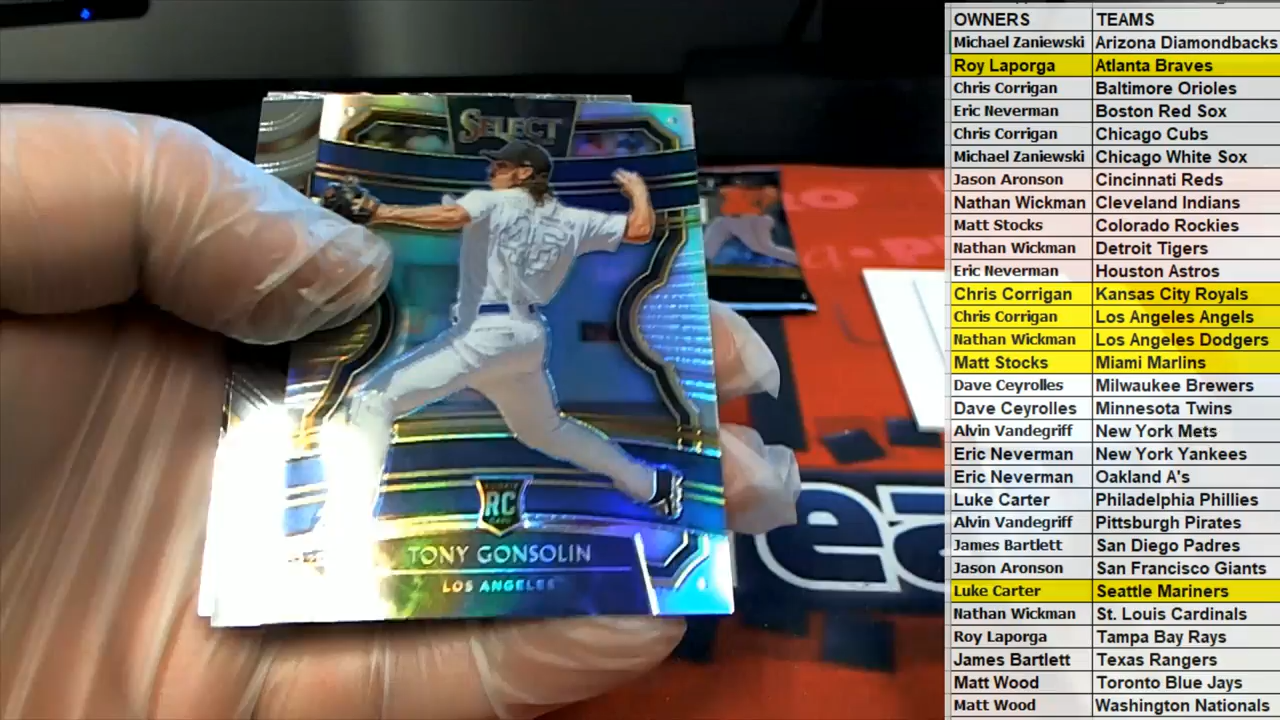 SELECT
45
ROOKIE
RC
CARD
TONY GONSOLIN
LOS ANGELES
ea
OWNERS TEAMS
Michael Zaniewski Arizona Diamondbacks
Roy Laporga Atlanta Braves
Chris Corrigan Baltimore Orioles
Eric Neverman Boston Red Sox
Chris Corrigan Chicago Cubs
Michael Zaniewski Chicago White Sox
Jason Aronson Cincinnati Reds
Nathan Wickman Cleveland Indians
Matt Stocks Colorado Rockies
Nathan Wickman Detroit Tigers
Eric Neverman Houston Astros
Chris Corrigan Kansas City Royals
Chris Corrigan Los Angeles Angels
Nathan Wickman Los Angeles Dodgers
Matt Stocks Miami Marlins
Dave Ceyrolles Milwaukee Brewers
Dave Ceyrolles Minnesota Twins
Alvin Vandegriff New York Mets
Eric Neverman New York Yankees
Eric Neverman Oakland A's
Luke Carter Philadelphia Phillies
Alvin Vandegriff Pittsburgh Pirates
James Bartlett San Diego Padres
Jason Aronson San Francisco Giants
Luke Carter Seattle Mariners
Nathan Wickman St. Louis Cardinals
Roy Laporga Tampa Bay Rays
James Bartlett Texas Rangers
Matt Wood Toronto Blue Jays
Matt Wood Washington Nationals